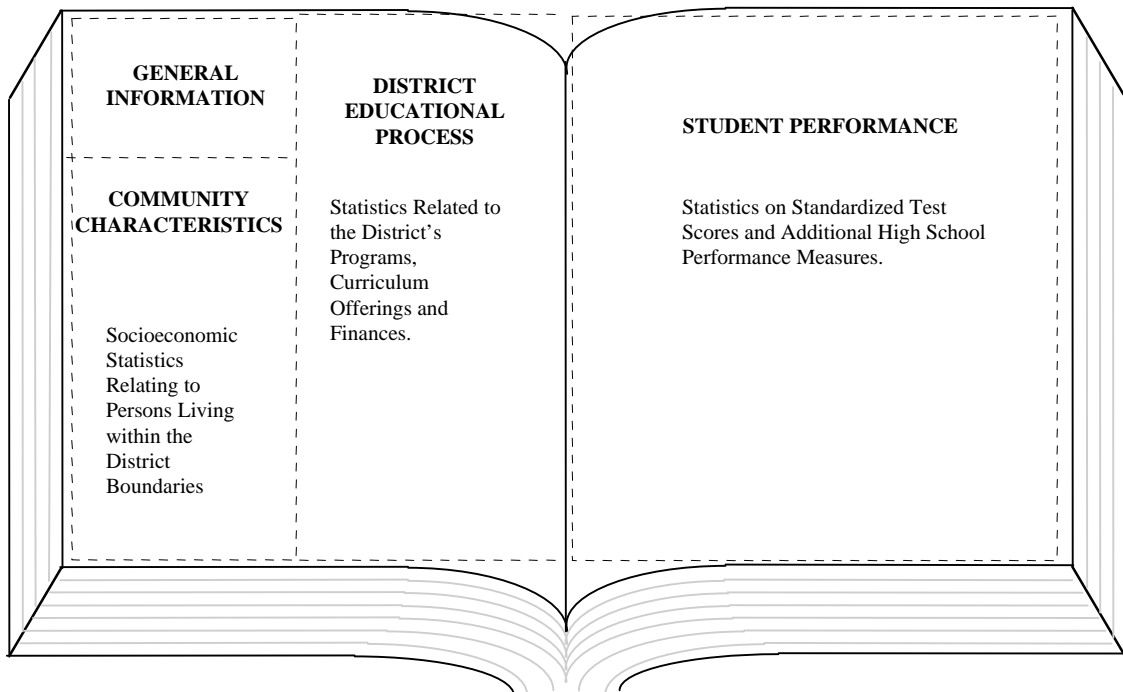 GENERAL
INFORMATION
COMMUNITY
CHARACTERISTICS
Socioeconomic
Statistics
Relating to
Persons Living
within the
District
Boundaries
DISTRICT
EDUCATIONAL
PROCESS
Statistics Related to
the District's
Programs,
Curriculum
Offerings and
Finances.
STUDENT PERFORMANCE
Statistics on Standardized Test
Scores and Additional High School
Performance Measures.